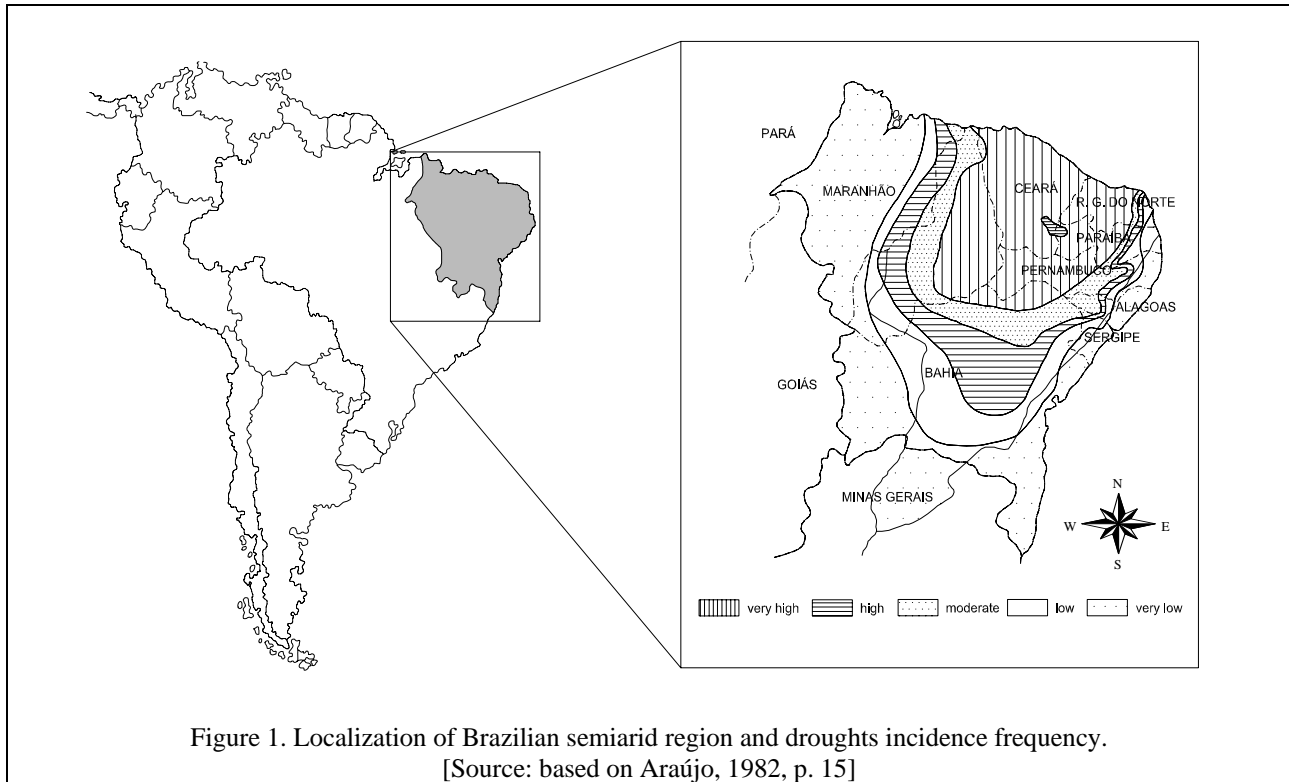 PARÁ
MARANHÃO
CEARÁ
R. G. DO NORTE
PARAÍBA
PERNAMBUCO
ALAGOAS
SERGIPE
BAHIA
GOIÁS
MINAS GERAIS
N
W E
S
very high high moderate low very low
Figure 1. Localization of Brazilian semiarid region and droughts incidence frequency.
[Source: based on Araújo, 1982, p. 15]